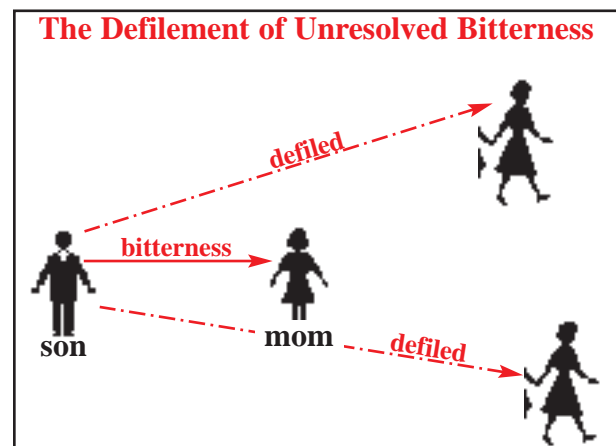 The Defilement of Unresolved Bitterness
defiled
bitterness
son
mom
defiled